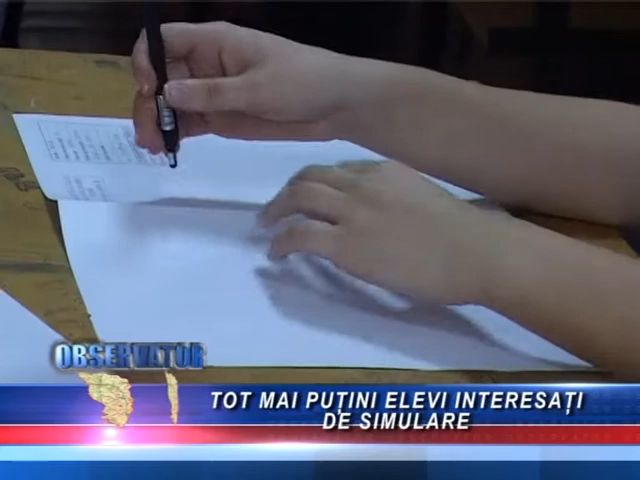 OBSERVATOR
TOT MAI PUȚINI ELEVI INTERESAȚI
DE SIMULARE